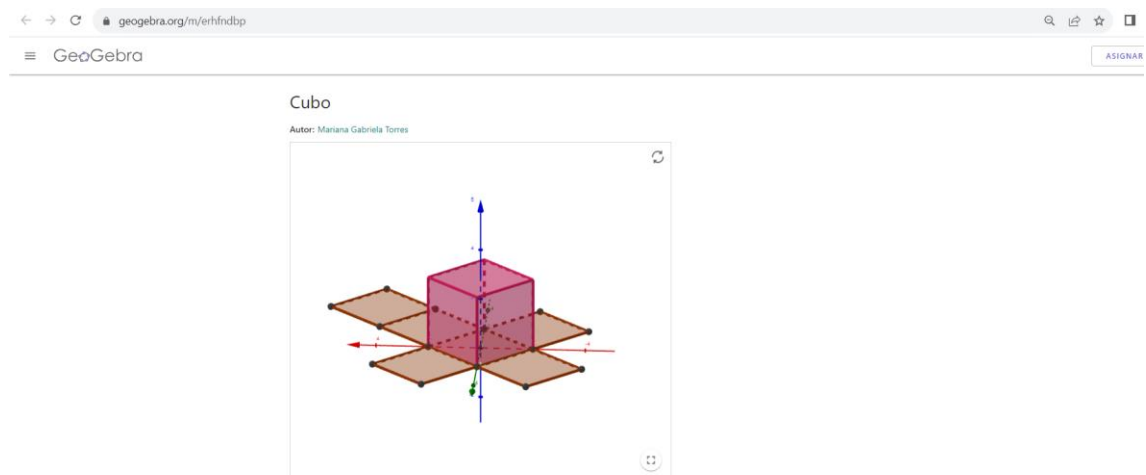 geogebra.org/m/erhfndbp
GeoGebra
ASIGNAR
Cubo
Autor: Mariana Gabriela Torres